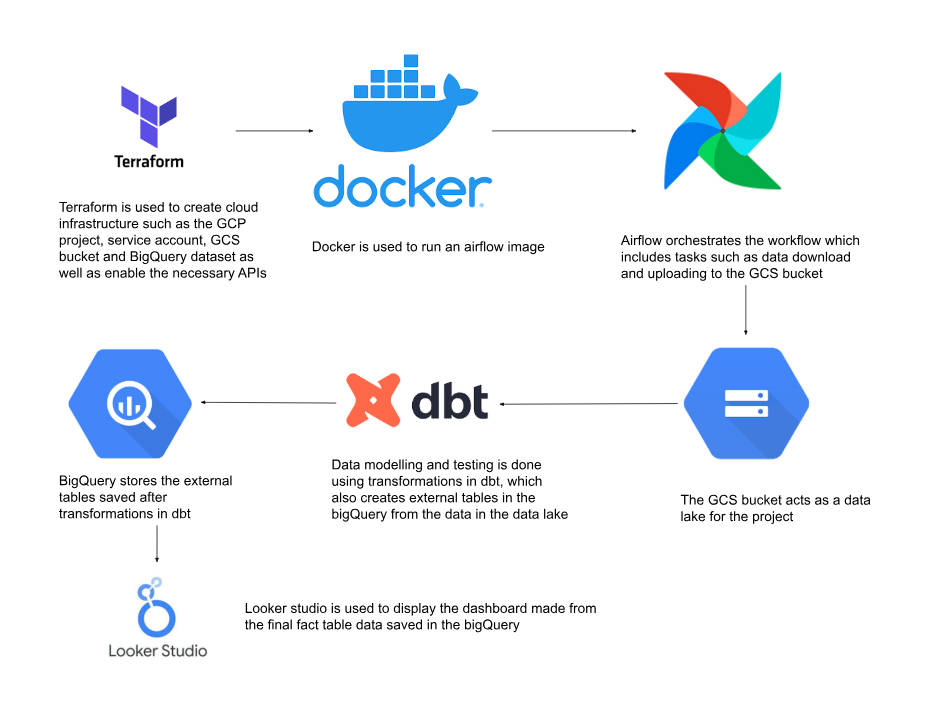 Terraform
docker
Terraform is used to create cloud
infrastructure such as the GCP
project, service account, GCS
bucket and BigQuery dataset as
well as enable the necessary APIs
Docker is used to run an airflow image
Airflow orchestrates the workflow which
includes tasks such as data download
and uploading to the GCS bucket
dbt
BigQuery stores the external
tables saved after
transformations in dbt
Data modelling and testing is done
using transformations in dbt, which
also creates external tables in the
bigQuery from the data in the data lake
The GCS bucket acts as a data
lake for the project
Looker Studio
Looker studio is used to display the dashboard made from
the final fact table data saved in the bigQuery